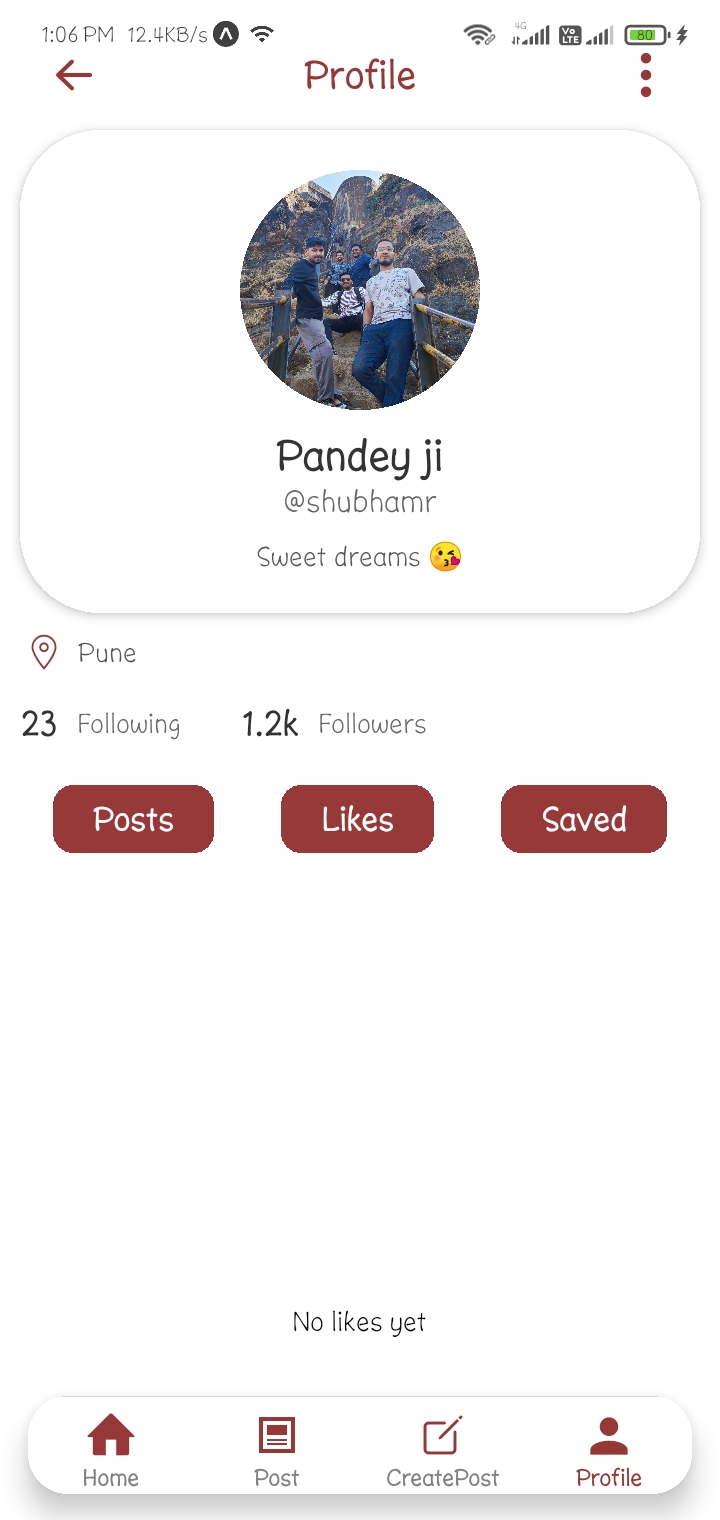 1:06 PM 12.4KB/s 4G Vo LTE 80
Profile
Pandey ji
@shubhamr
Sweet dreams 😘
Pune
23 Following 1.2k Followers
Posts Likes Saved
No likes yet
Home Post CreatePost Profile